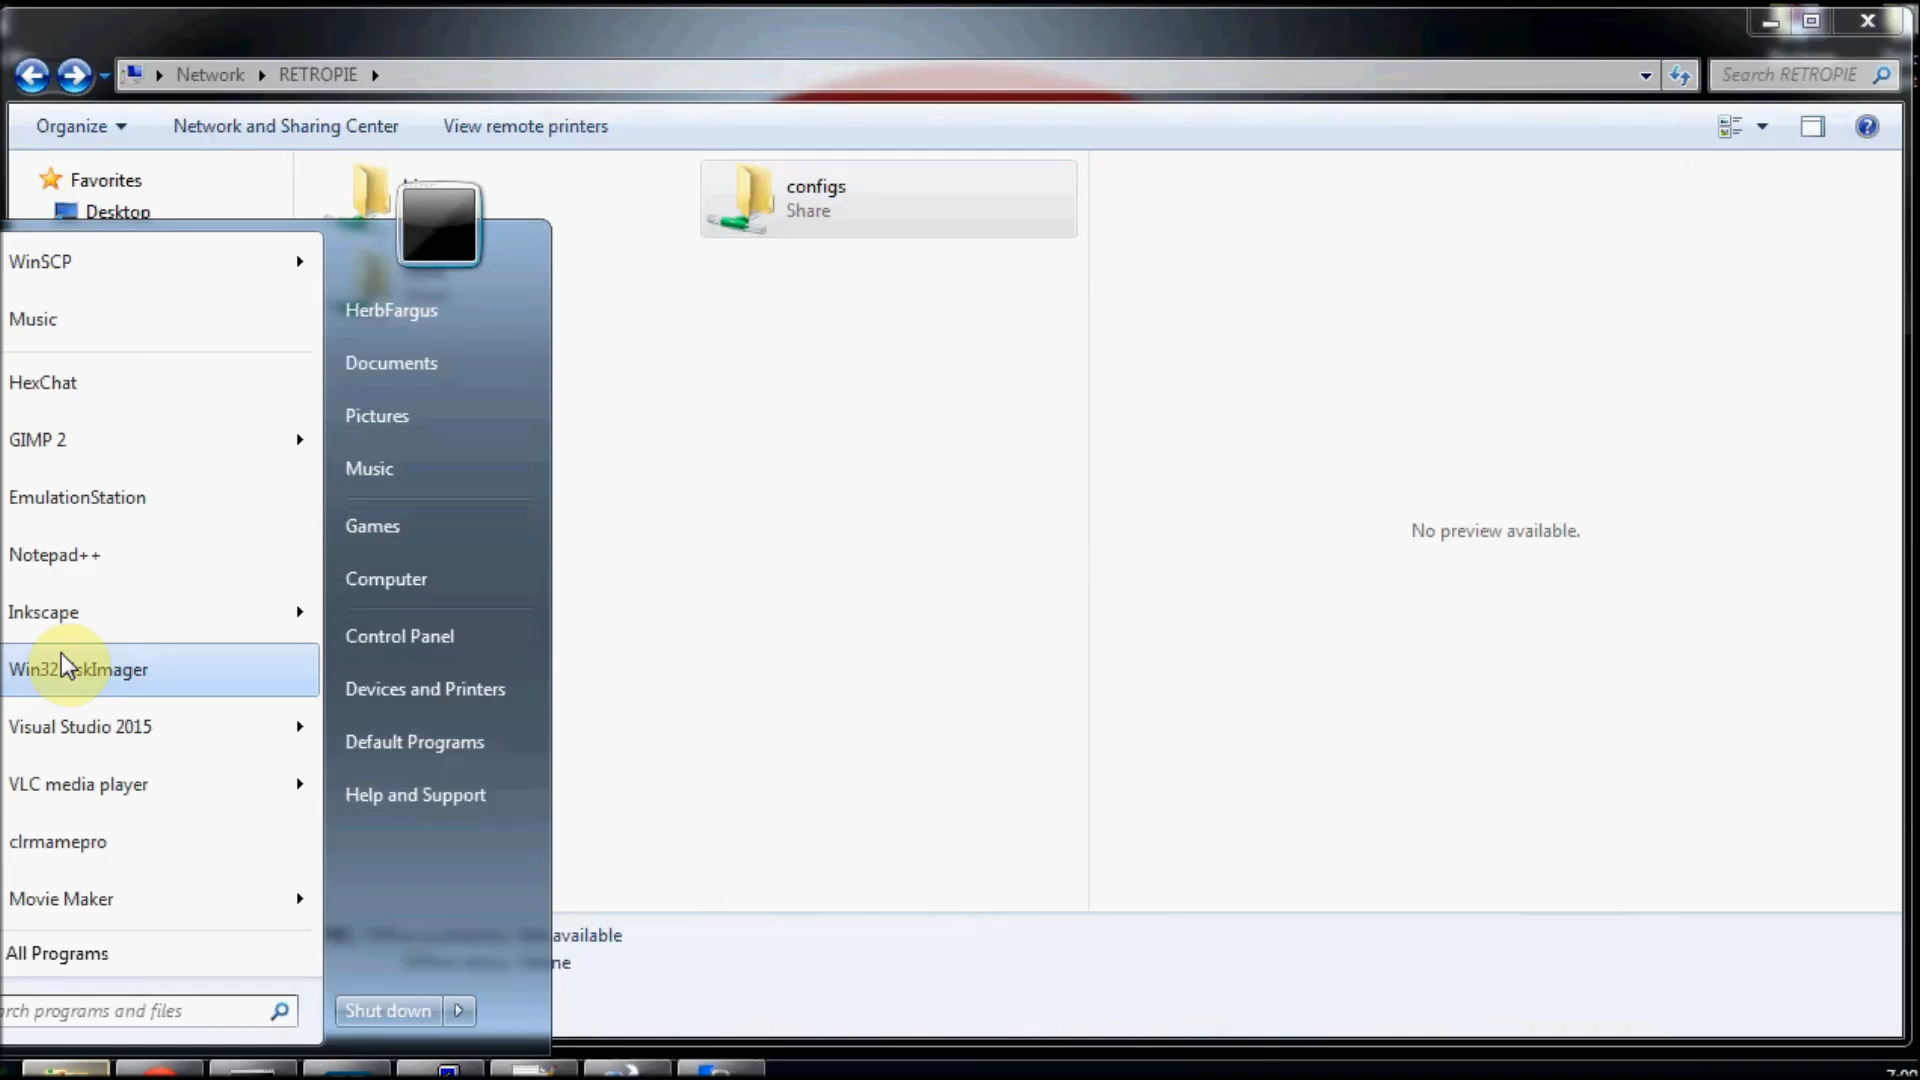 Network RETROPIE
Search RETROPIE
Organize Network and Sharing Center View remote printers
Favorites
Desktop
configs
Share
WinSCP
Music
HexChat
GIMP 2
EmulationStation
Notepad++
Inkscape
Visual Studio 2015
VLC media player
clrmamepro
Movie Maker
All Programs
programs and files
HerbFargus
Documents
Pictures
Music
Games
Computer
Control Panel
Devices and Printers
Default Programs
Help and Support
Shut down
No preview available.
available